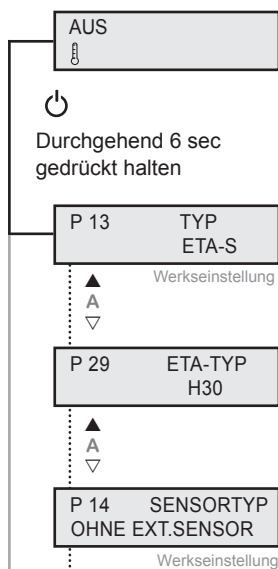 AUS
Durchgehend 6 sec
gedrückt halten
P 13 TYP
ETA-S
Werkseinstellung
A
P 29 ETA-TYP
H30
A
P 14 SENSORTYP
OHNE EXT.SENSOR
Werkseinstellung